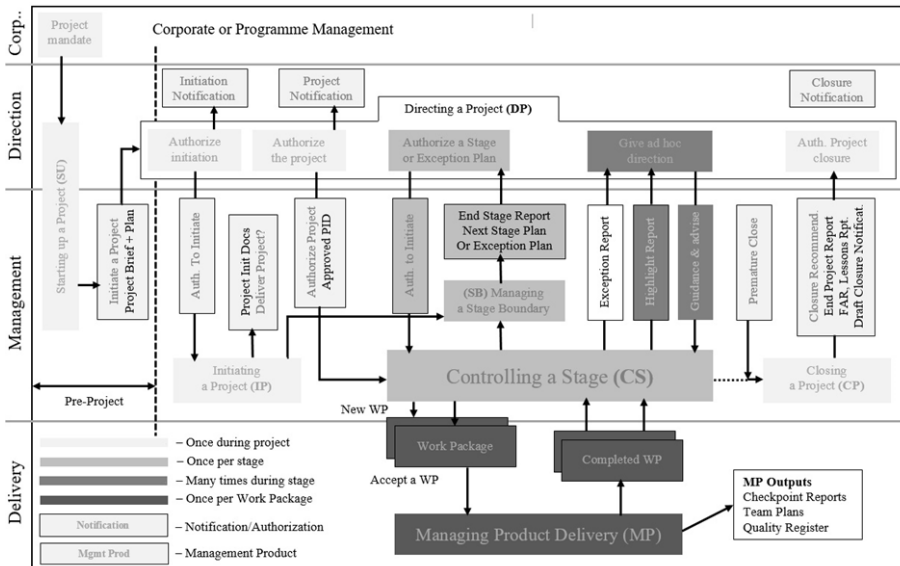 Corp..
Project
mandate
Corporate or Programme Management
Direction
Initiation
Notification
Project
Notification
Closure
Notification
Directing a Project (DP)
Authorize
initiation
Authorize
the project
Authorize a Stage
or Exception Plan
Give ad hoc
direction
Auth. Project
closure
Management
Starting up a Project (SU)
Initiate a Project
Project Brief + Plan
Auth. To Initiate
Project Init Docs
Deliver Project?
Authorize Project
Approved PID
Auth. to Initiate
End Stage Report
Next Stage Plan
Or Exception Plan
Exception Report
Highlight Report
Guidance & advise
Premature Close
Closure Recommend.
End Project Report
FAR, Lessons Rpt.
Draft Closure Notificat.
(SB) Managing
a Stage Boundary
Initiating
a Project (IP)
Controlling a Stage (CS)
Closing
a Project (CP)
Pre-Project
Delivery
New WP
Work Package
Completed WP
Accept a WP
Managing Product Delivery (MP)
MP Outputs
Checkpoint Reports
Team Plans
Quality Register
– Once during project
– Once per stage
– Many times during stage
– Once per Work Package
Notification – Notification/Authorization
Mgmt Prod – Management Product